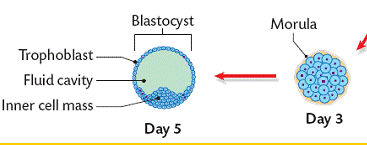 Blastocyst
Morula
Trophoblast
Fluid cavity
Inner cell mass
Day 5
Day 3